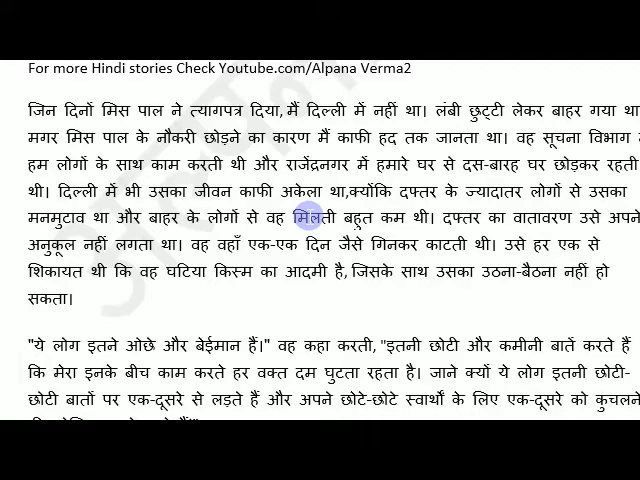 For more Hindi stories Check Youtube.com/Alpana Verma2
जिन दिनों मिस पाल ने त्यागपत्र दिया, मैं दिल्ली में नहीं था। लंबी छुट्टी लेकर बाहर गया था
मगर मिस पाल के नौकरी छोड़ने का कारण मैं काफी हद तक जानता था। वह सूचना विभाग
हम लोगों के साथ काम करती थी और राजेंद्रनगर में हमारे घर से दस-बारह घर छोड़कर रहती
थी। दिल्ली में भी उसका जीवन काफी अकेला था,क्योंकि दफ्तर के ज्यादातर लोगों से उसका
मनमुटाव था और बाहर के लोगों से वह मिलती बहुत कम थी। दफ्तर का वातावरण उसे अपने
अनुकूल नहीं लगता था। वह वहाँ एक-एक दिन जैसे गिनकर काटती थी। उसे हर एक से
शिकायत थी कि वह घटिया किस्म का आदमी है, जिसके साथ उसका उठना-बैठना नहीं हो
सकता।
"ये लोग इतने ओछे और बेईमान हैं।" वह कहा करती, "इतनी छोटी और कमीनी बातें करते हैं
कि मेरा इनके बीच काम करते हर वक्त दम घुटता रहता है। जाने क्यों ये लोग इतनी छोटी-
छोटी बातों पर एक-दूसरे से लड़ते हैं और अपने छोटे-छोटे स्वार्थों के लिए एक-दूसरे को कुचलने